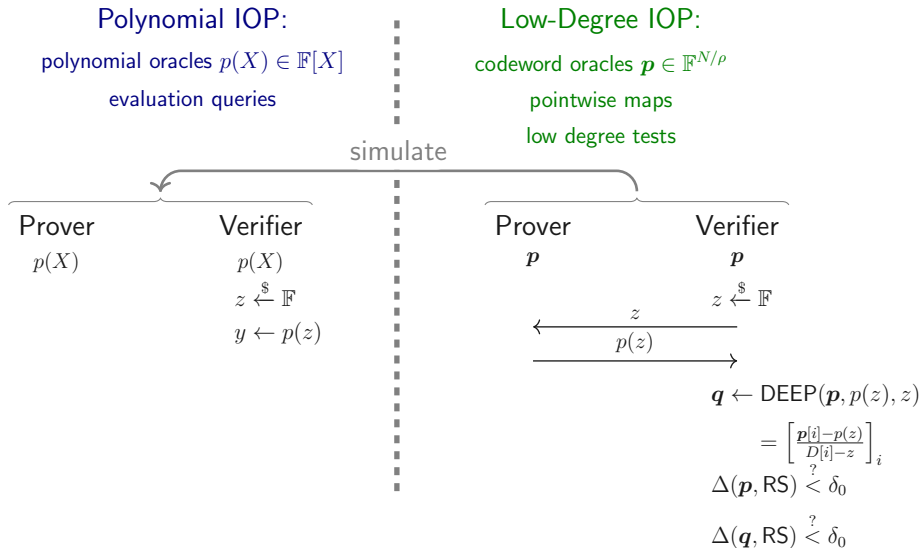 Polynomial IOP:
polynomial oracles p(X) ∈ 𝔽[X]
evaluation queries
Low-Degree IOP:
codeword oracles 𝒑 ∈ 𝔽^{N/ρ}
pointwise maps
low degree tests
simulate
Prover Verifier
p(X) p(X)
z ←$ 𝔽
y ← p(z)
Prover Verifier
𝒑 𝒑
z ←$ 𝔽
z
p(z)
𝒒 ← DEEP(𝒑, p(z), z)
= [(𝒑[i]−p(z))/(D[i]−z)]_i
Δ(𝒑, RS) <? δ₀
Δ(𝒒, RS) <? δ₀